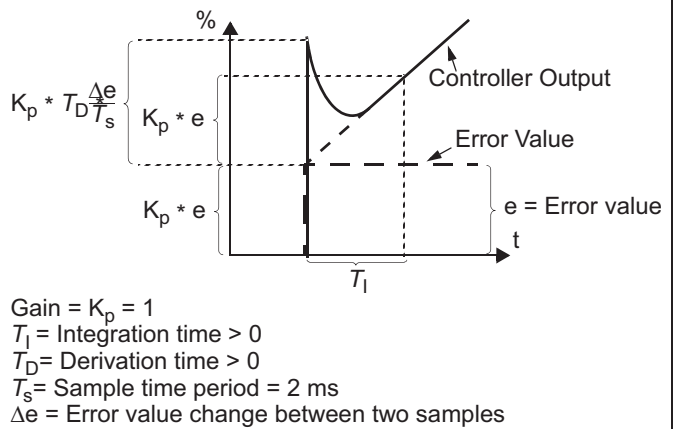 %
Kp * TD Δe/Ts
Kp * e
Controller Output
Error Value
Kp * e
e = Error value
t
TI
Gain = Kp = 1
TI = Integration time > 0
TD= Derivation time > 0
Ts= Sample time period = 2 ms
Δe = Error value change between two samples